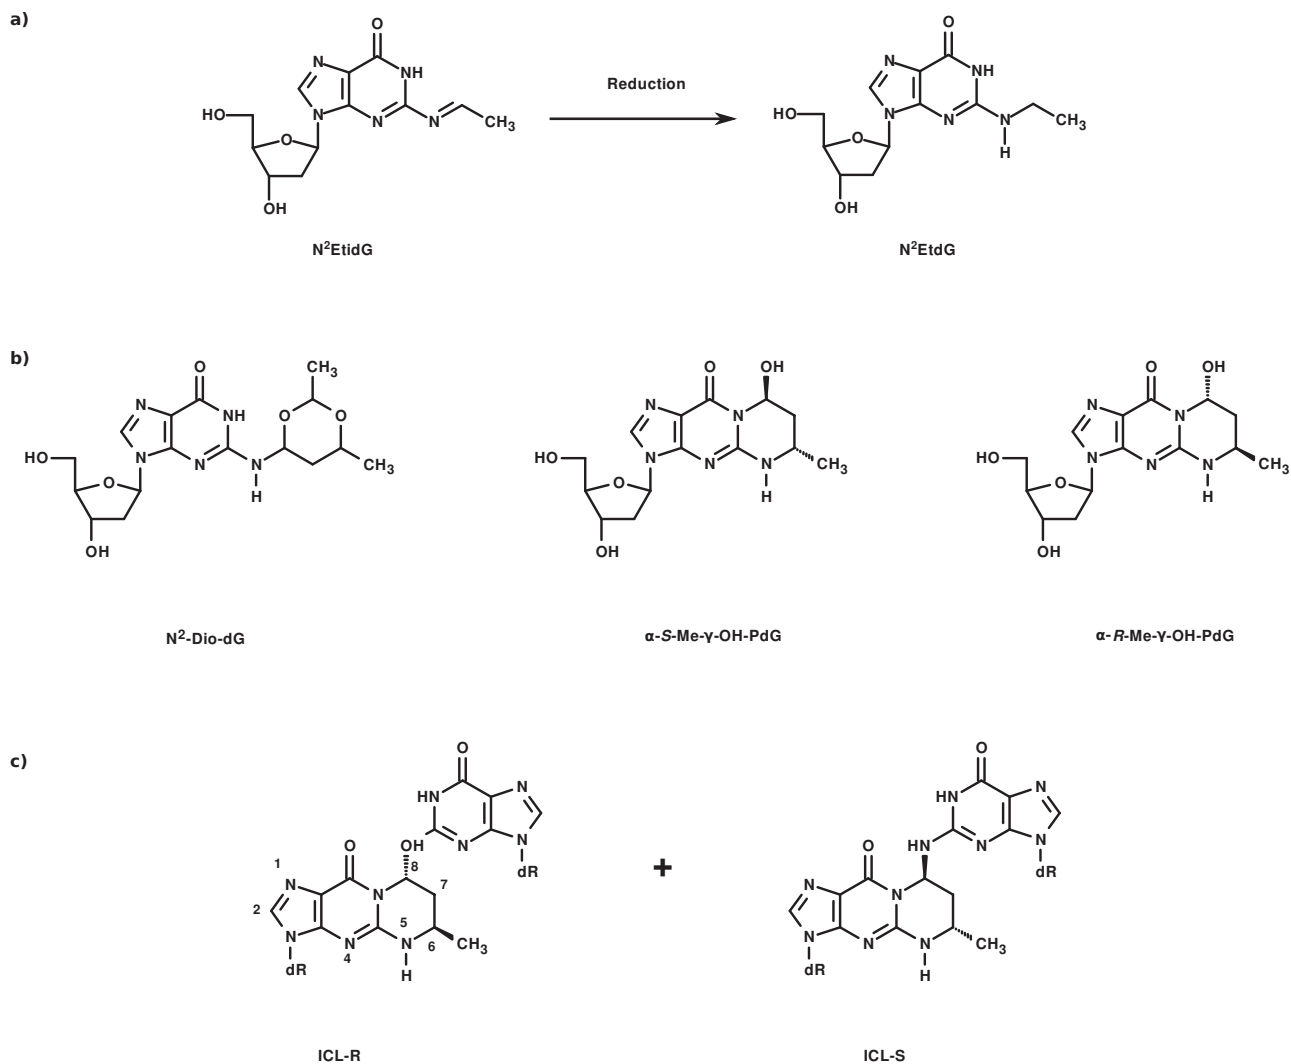 a)
O
O
N
NH
Reduction
N
NH
HO
N
N
N
CH₃
HO
N
N
N
CH₃
O
O
H
OH
OH
N²EtidG
N²EtdG
b)
O
CH₃
O
OH
O
OH
N
NH
O
O
N
N
N
N
HO
N
N
N
CH₃
HO
N
N
N
CH₃
HO
N
N
N
CH₃
O
H
O
H
O
H
OH
OH
OH
N²-Dio-dG
α-S-Me-γ-OH-PdG
α-R-Me-γ-OH-PdG
c)
O
O
HN
N
HN
N
O
OH
N
N
O
HN
N
N
1
8
dR
+
dR
N
N
7
N
N
2
5
N
N
N
6
CH₃
N
N
N
CH₃
4
dR
H
dR
H
ICL-R
ICL-S